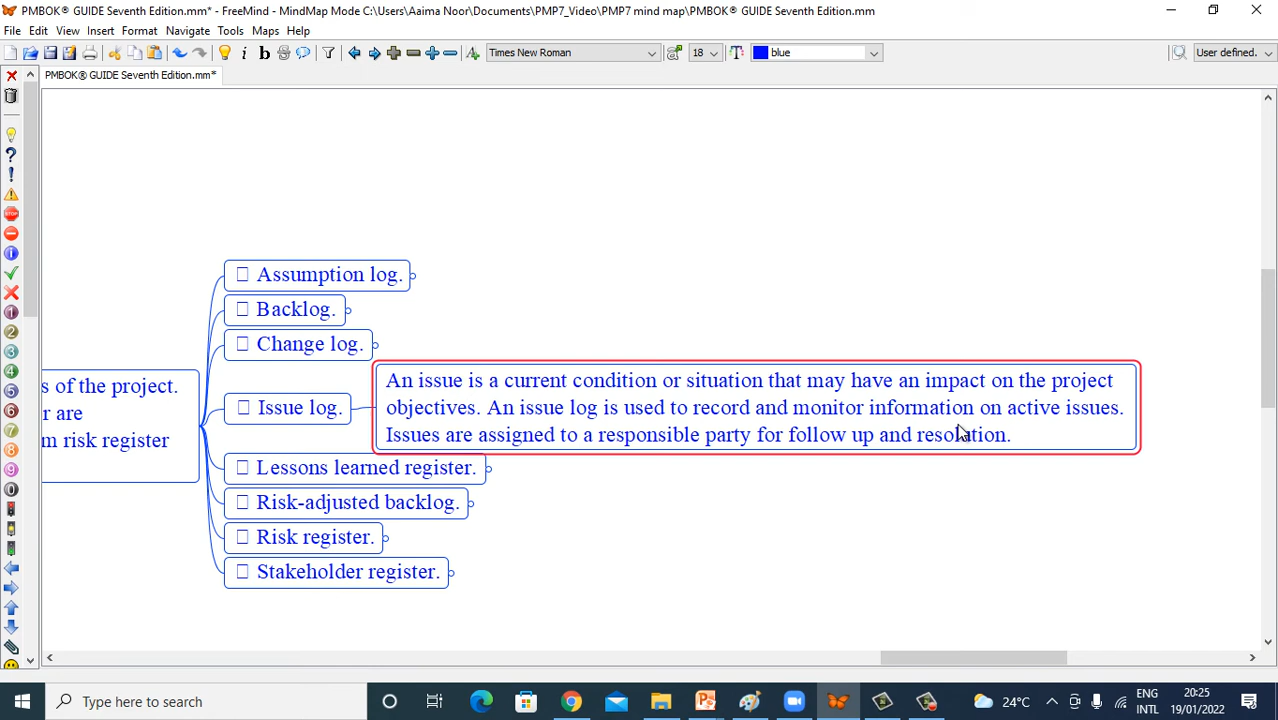 PMBOK® GUIDE Seventh Edition.mm* - FreeMind - MindMap Mode C:\Users\Aaima Noor\Documents\PMP7_Video\PMP7 mind map\PMBOK® GUIDE Seventh Edition.mm
File Edit View Insert Format Navigate Tools Maps Help
Times New Roman 18 blue User defined.
PMBOK® GUIDE Seventh Edition.mm*
Assumption log.
Backlog.
Change log.
s of the project.
r are
m risk register
Issue log.
An issue is a current condition or situation that may have an impact on the project
objectives. An issue log is used to record and monitor information on active issues.
Issues are assigned to a responsible party for follow up and resolution.
Lessons learned register.
Risk-adjusted backlog.
Risk register.
Stakeholder register.
Type here to search
24°C
ENG
INTL
20:25
19/01/2022